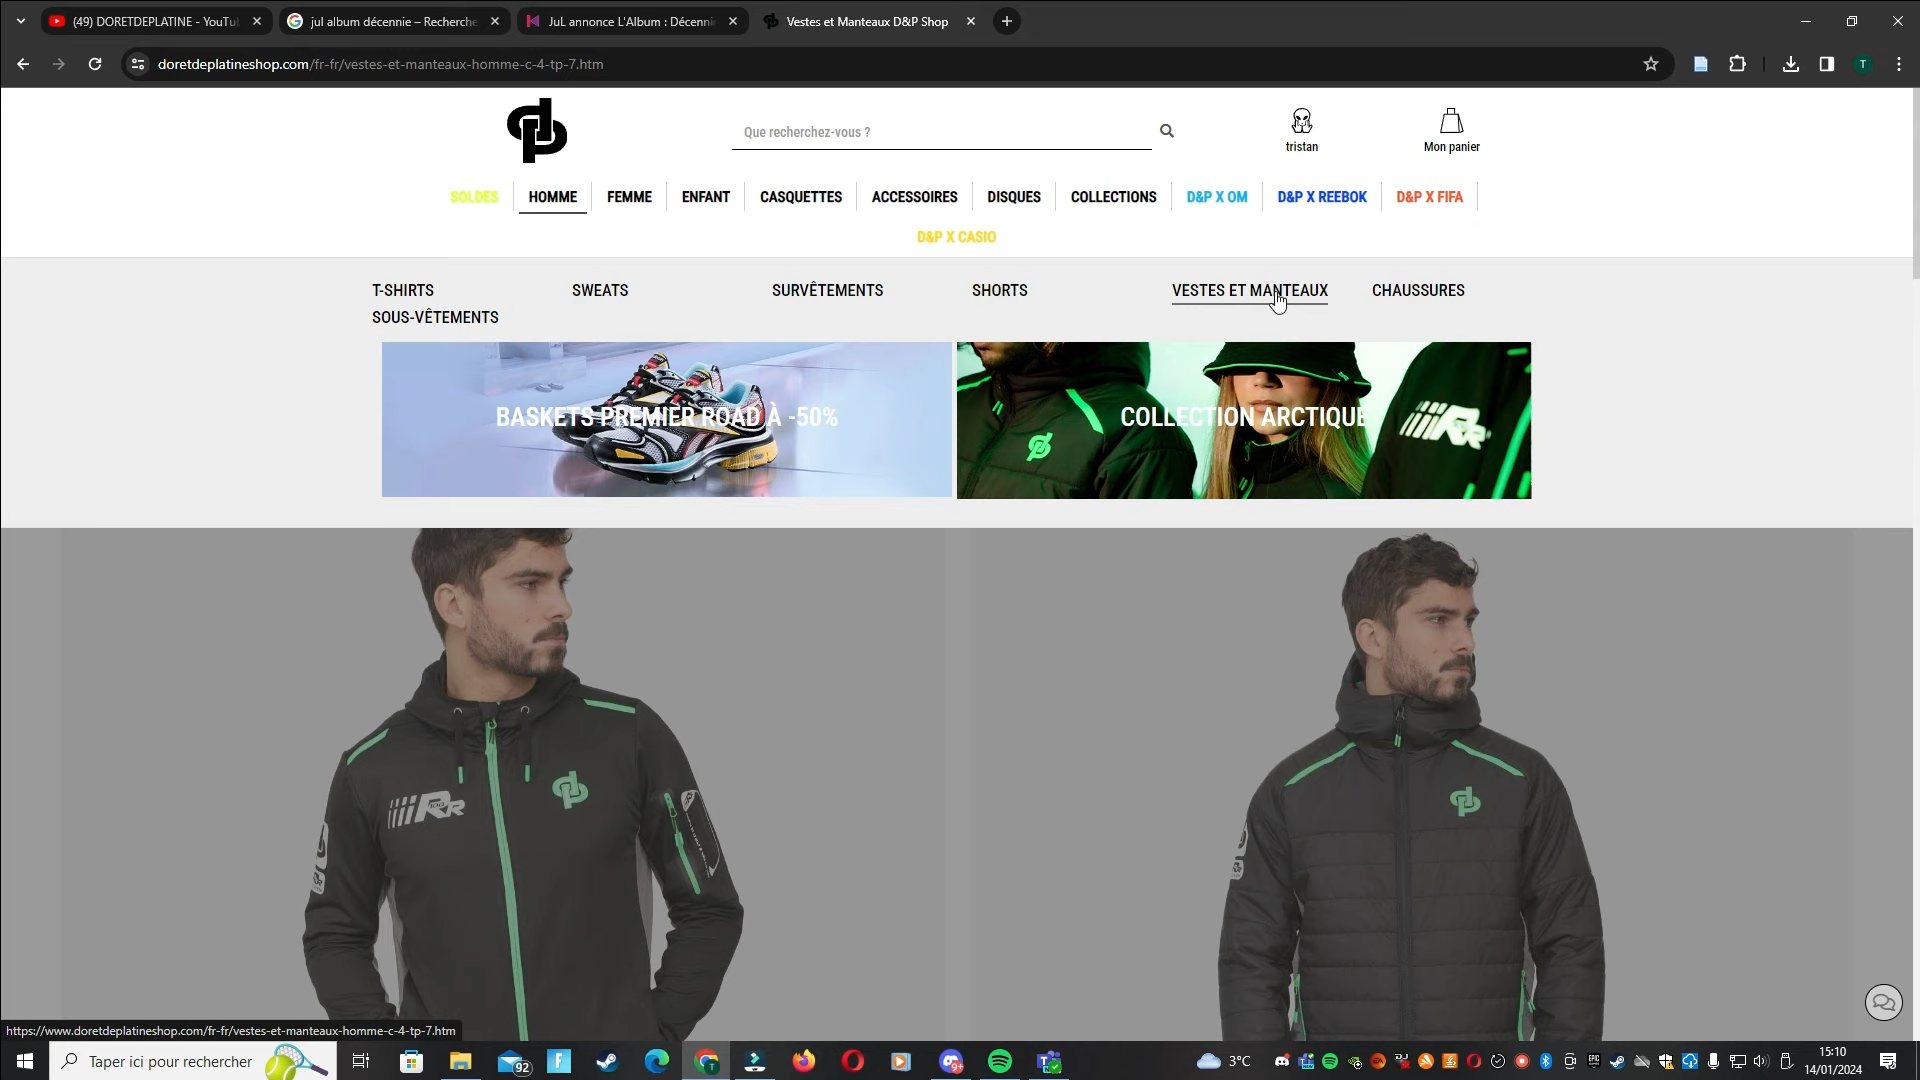 (49) DORETDEPLATINE - YouTu
jul album décennie – Recherche
JuL annonce L'Album : Décenni
Vestes et Manteaux D&P Shop
doretdeplatineshop.com/fr-fr/vestes-et-manteaux-homme-c-4-tp-7.htm
T
Que recherchez-vous ?
tristan
Mon panier
SOLDES
HOMME
FEMME
ENFANT
CASQUETTES
ACCESSOIRES
DISQUES
COLLECTIONS
D&P X OM
D&P X REEBOK
D&P X FIFA
D&P X CASIO
T-SHIRTS
SWEATS
SURVÊTEMENTS
SHORTS
VESTES ET MANTEAUX
CHAUSSURES
SOUS-VÊTEMENTS
BASKETS PREMIER ROAD À -50%
COLLECTION ARCTIQUE
https://www.doretdeplatineshop.com/fr-fr/vestes-et-manteaux-homme-c-4-tp-7.htm
Taper ici pour rechercher
92
9+
3°C
15:10
14/01/2024